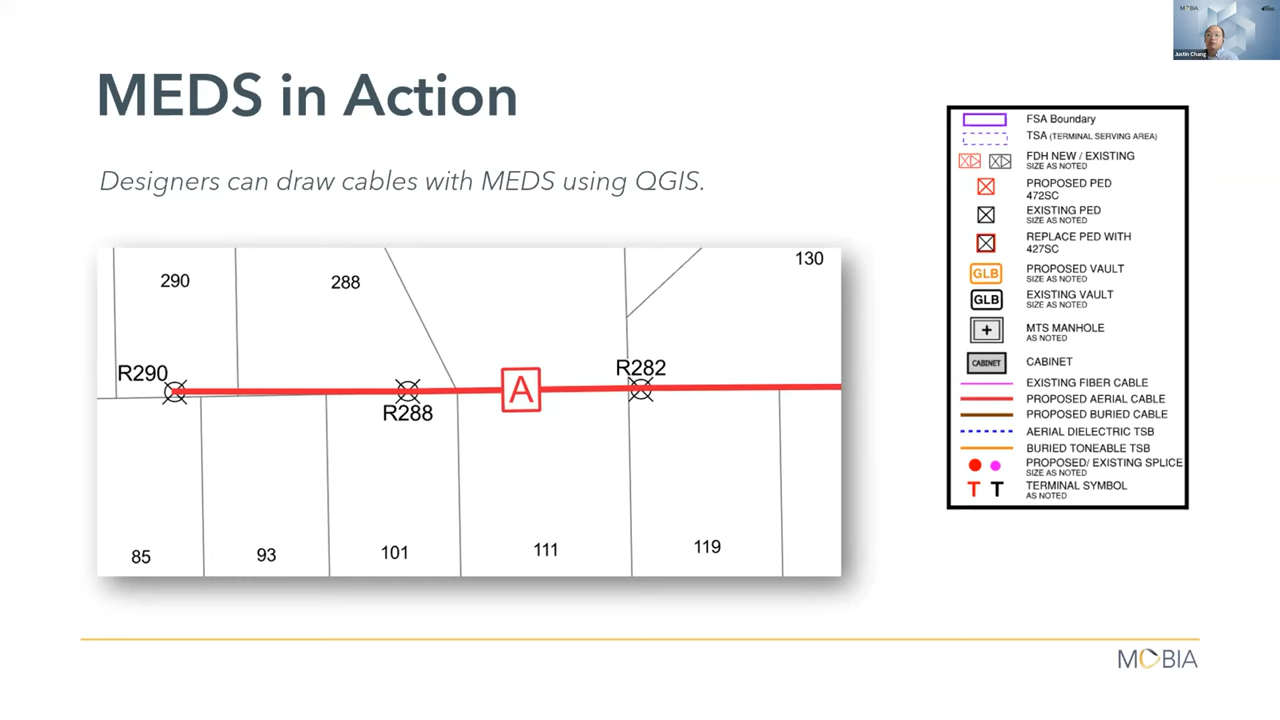 MOBIA
Justin Chang
MEDS in Action
Designers can draw cables with MEDS using QGIS.
290
288
130
R290
R288
A
R282
85
93
101
111
119
FSA Boundary
TSA (TERMINAL SERVING AREA)
FDH NEW / EXISTING
SIZE AS NOTED
PROPOSED PED
472SC
EXISTING PED
SIZE AS NOTED
REPLACE PED WITH
427SC
GLB PROPOSED VAULT
SIZE AS NOTED
GLB EXISTING VAULT
SIZE AS NOTED
MTS MANHOLE
AS NOTED
CABINET CABINET
EXISTING FIBER CABLE
PROPOSED AERIAL CABLE
PROPOSED BURIED CABLE
AERIAL DIELECTRIC TSB
BURIED TONEABLE TSB
PROPOSED/ EXISTING SPLICE
SIZE AS NOTED
T T TERMINAL SYMBOL
AS NOTED
MOBIA